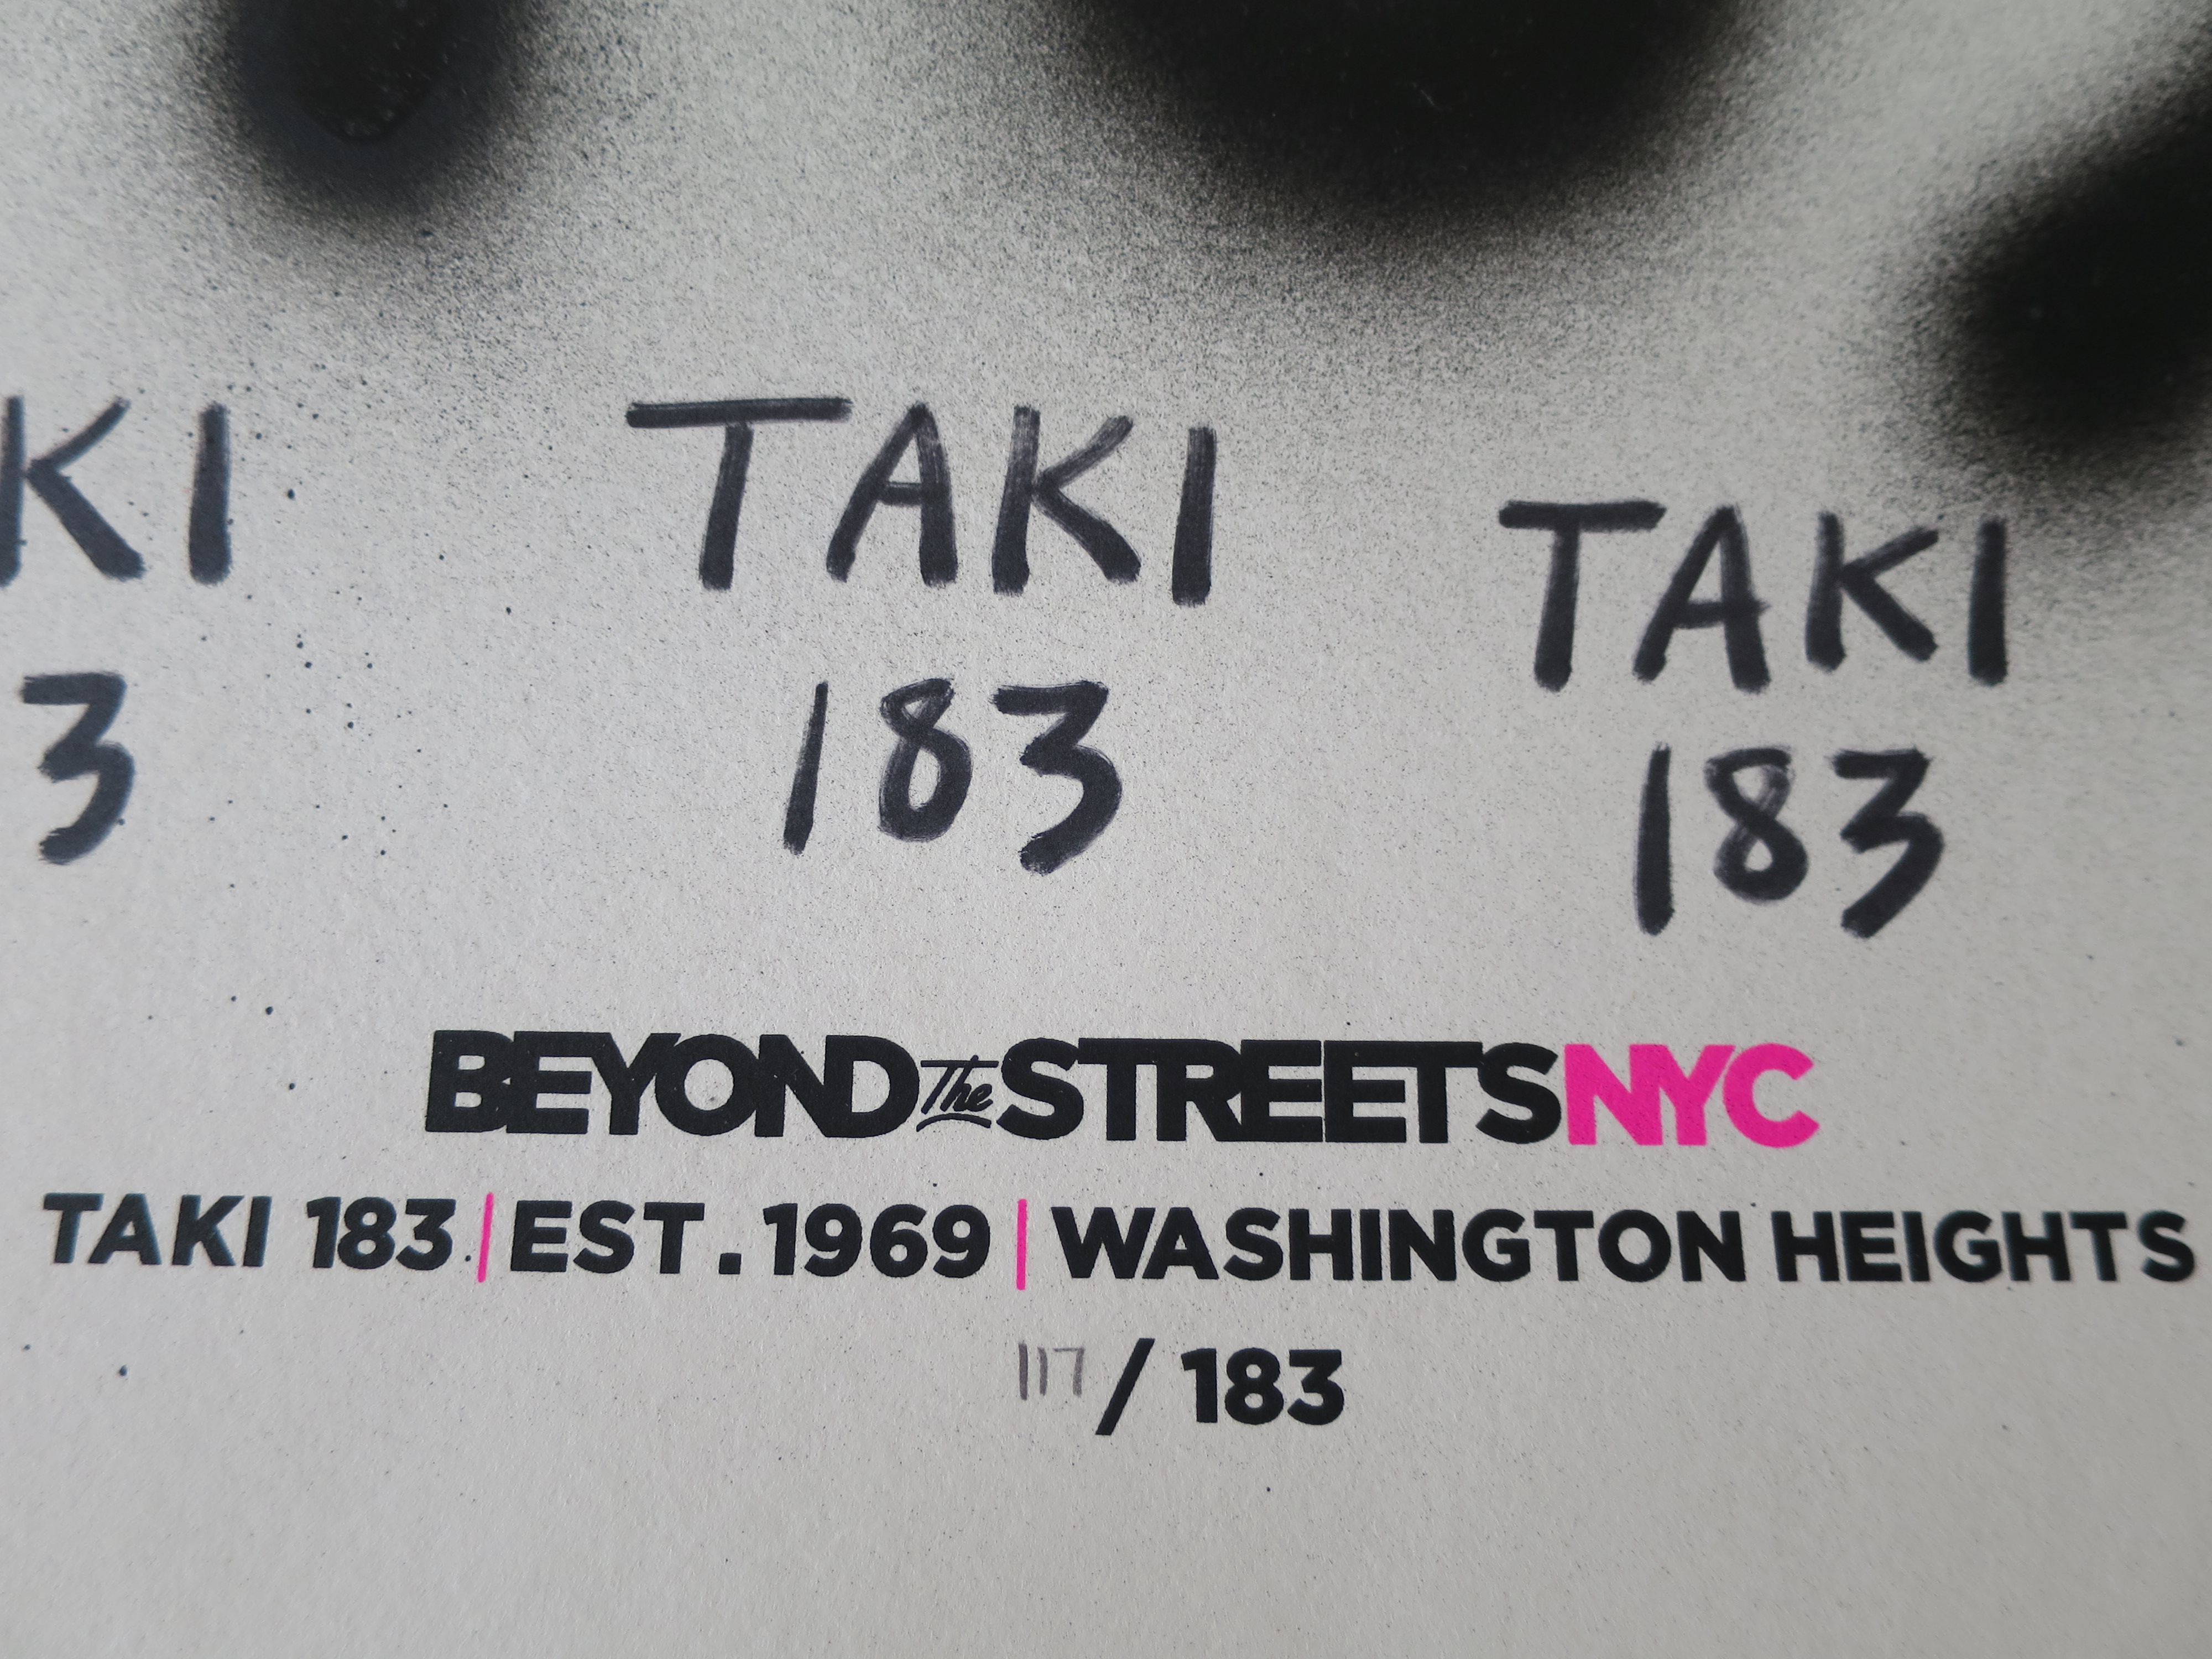 KI
3
TAKI
183
TAKI
183
BEYOND The STREETS NYC
TAKI 183 | EST. 1969 | WASHINGTON HEIGHTS
117 / 183